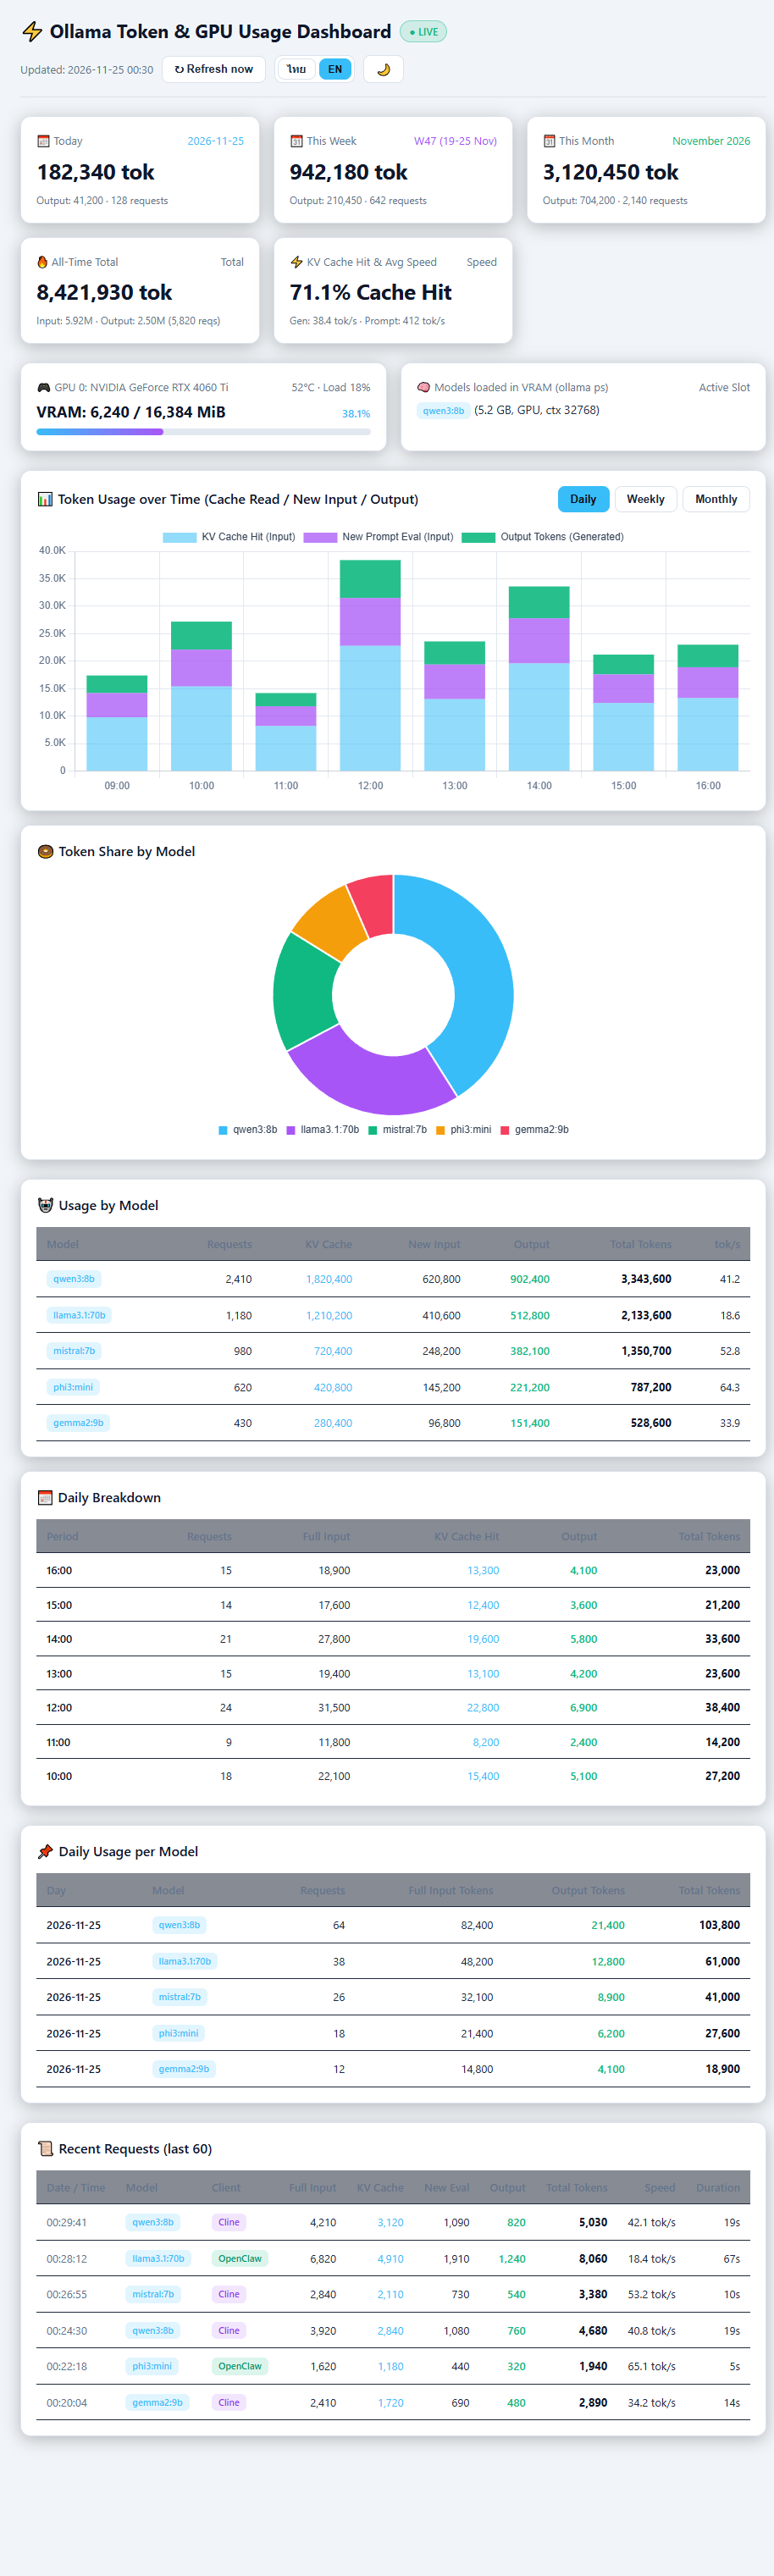 ⚡ Ollama Token & GPU Usage Dashboard ● LIVE
Updated: 2026-11-25 00:30 ↻ Refresh now ไทย EN 🌙
📅 Today 2026-11-25
182,340 tok
Output: 41,200 · 128 requests
This Week W47 (19-25 Nov)
942,180 tok
Output: 210,450 · 642 requests
This Month November 2026
3,120,450 tok
Output: 704,200 · 2,140 requests
🔥 All-Time Total Total
8,421,930 tok
Input: 5.92M · Output: 2.50M (5,820 reqs)
⚡ KV Cache Hit & Avg Speed Speed
71.1% Cache Hit
Gen: 38.4 tok/s · Prompt: 412 tok/s
🎮 GPU 0: NVIDIA GeForce RTX 4060 Ti 52°C · Load 18%
VRAM: 6,240 / 16,384 MiB 38.1%
🧠 Models loaded in VRAM (ollama ps) Active Slot
qwen3:8b (5.2 GB, GPU, ctx 32768)
📊 Token Usage over Time (Cache Read / New Input / Output) Daily Weekly Monthly
KV Cache Hit (Input) New Prompt Eval (Input) Output Tokens (Generated)
40.0K
35.0K
30.0K
25.0K
20.0K
15.0K
10.0K
5.0K
0
09:00 10:00 11:00 12:00 13:00 14:00 15:00 16:00
🍩 Token Share by Model
qwen3:8b llama3.1:70b mistral:7b phi3:mini gemma2:9b
🤖 Usage by Model
Model Requests KV Cache New Input Output Total Tokens tok/s
qwen3:8b 2,410 1,820,400 620,800 902,400 3,343,600 41.2
llama3.1:70b 1,180 1,210,200 410,600 512,800 2,133,600 18.6
mistral:7b 980 720,400 248,200 382,100 1,350,700 52.8
phi3:mini 620 420,800 145,200 221,200 787,200 64.3
gemma2:9b 430 280,400 96,800 151,400 528,600 33.9
📅 Daily Breakdown
Period Requests Full Input KV Cache Hit Output Total Tokens
16:00 15 18,900 13,300 4,100 23,000
15:00 14 17,600 12,400 3,600 21,200
14:00 21 27,800 19,600 5,800 33,600
13:00 15 19,400 13,100 4,200 23,600
12:00 24 31,500 22,800 6,900 38,400
11:00 9 11,800 8,200 2,400 14,200
10:00 18 22,100 15,400 5,100 27,200
📌 Daily Usage per Model
Day Model Requests Full Input Tokens Output Tokens Total Tokens
2026-11-25 qwen3:8b 64 82,400 21,400 103,800
2026-11-25 llama3.1:70b 38 48,200 12,800 61,000
2026-11-25 mistral:7b 26 32,100 8,900 41,000
2026-11-25 phi3:mini 18 21,400 6,200 27,600
2026-11-25 gemma2:9b 12 14,800 4,100 18,900
📜 Recent Requests (last 60)
Date / Time Model Client Full Input KV Cache New Eval Output Total Tokens Speed Duration
00:29:41 qwen3:8b Cline 4,210 3,120 1,090 820 5,030 42.1 tok/s 19s
00:28:12 llama3.1:70b OpenClaw 6,820 4,910 1,910 1,240 8,060 18.4 tok/s 67s
00:26:55 mistral:7b Cline 2,840 2,110 730 540 3,380 53.2 tok/s 10s
00:24:30 qwen3:8b Cline 3,920 2,840 1,080 760 4,680 40.8 tok/s 19s
00:22:18 phi3:mini OpenClaw 1,620 1,180 440 320 1,940 65.1 tok/s 5s
00:20:04 gemma2:9b Cline 2,410 1,720 690 480 2,890 34.2 tok/s 14s